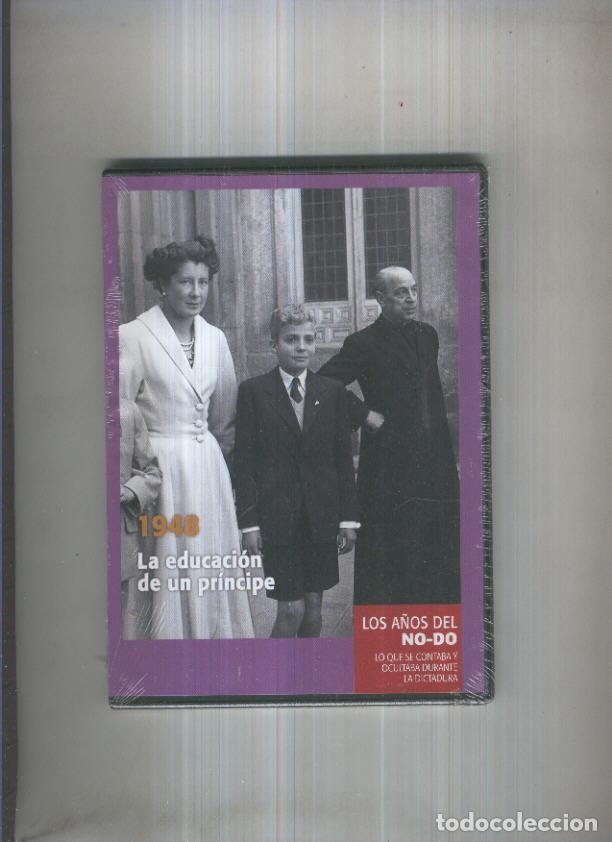 1948
La educación
de un príncipe
LOS AÑOS DEL
NO-DO
LO QUE SE CONTABA Y
OCULTABA DURANTE
LA DICTADURA
todocoleccion